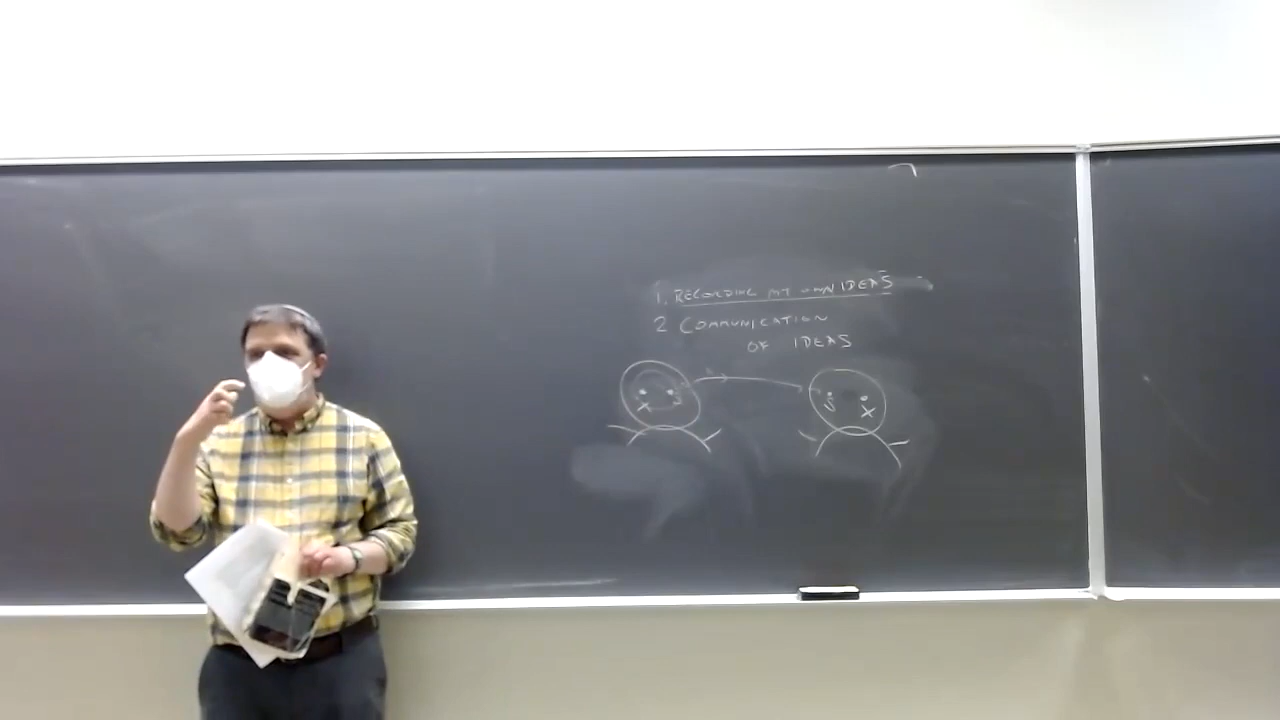 1. RECORDING MY OWN IDEAS
2 COMMUNICATION
OF IDEAS
x
x